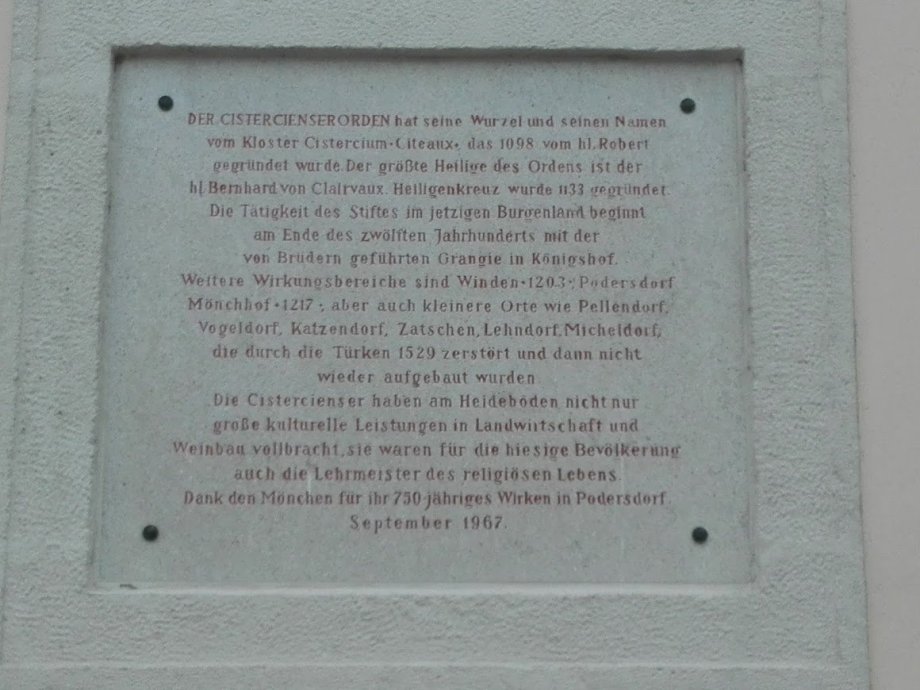 DER CISTERCIENSERORDEN hat seine Wurzel und seinen Namen
vom Kloster Cistercium·Citeaux· das 1098 vom hl. Robert
gegründet wurde. Der größte Heilige des Ordens ist der
hl. Bernhard von Clairvaux. Heiligenkreuz wurde 1133 gegründet.
Die Tätigkeit des Stiftes im jetzigen Burgenland beginnt
am Ende des zwölften Jahrhunderts mit der
von Brüdern geführten Grangie in Königshof.
Weitere Wirkungsbereiche sind Winden·1203·, Podersdorf
Mönchhof·1217·, aber auch kleinere Orte wie Pellendorf,
Vogeldorf, Katzendorf, Zatschen, Lehndorf, Micheldorf,
die durch die Türken 1529 zerstört und dann nicht
wieder aufgebaut wurden.
Die Cistercienser haben am Heideboden nicht nur
große kulturelle Leistungen in Landwirtschaft und
Weinbau vollbracht, sie waren für die hiesige Bevölkerung
auch die Lehrmeister des religiösen Lebens.
Dank den Mönchen für ihr 750-jähriges Wirken in Podersdorf.
September 1967.